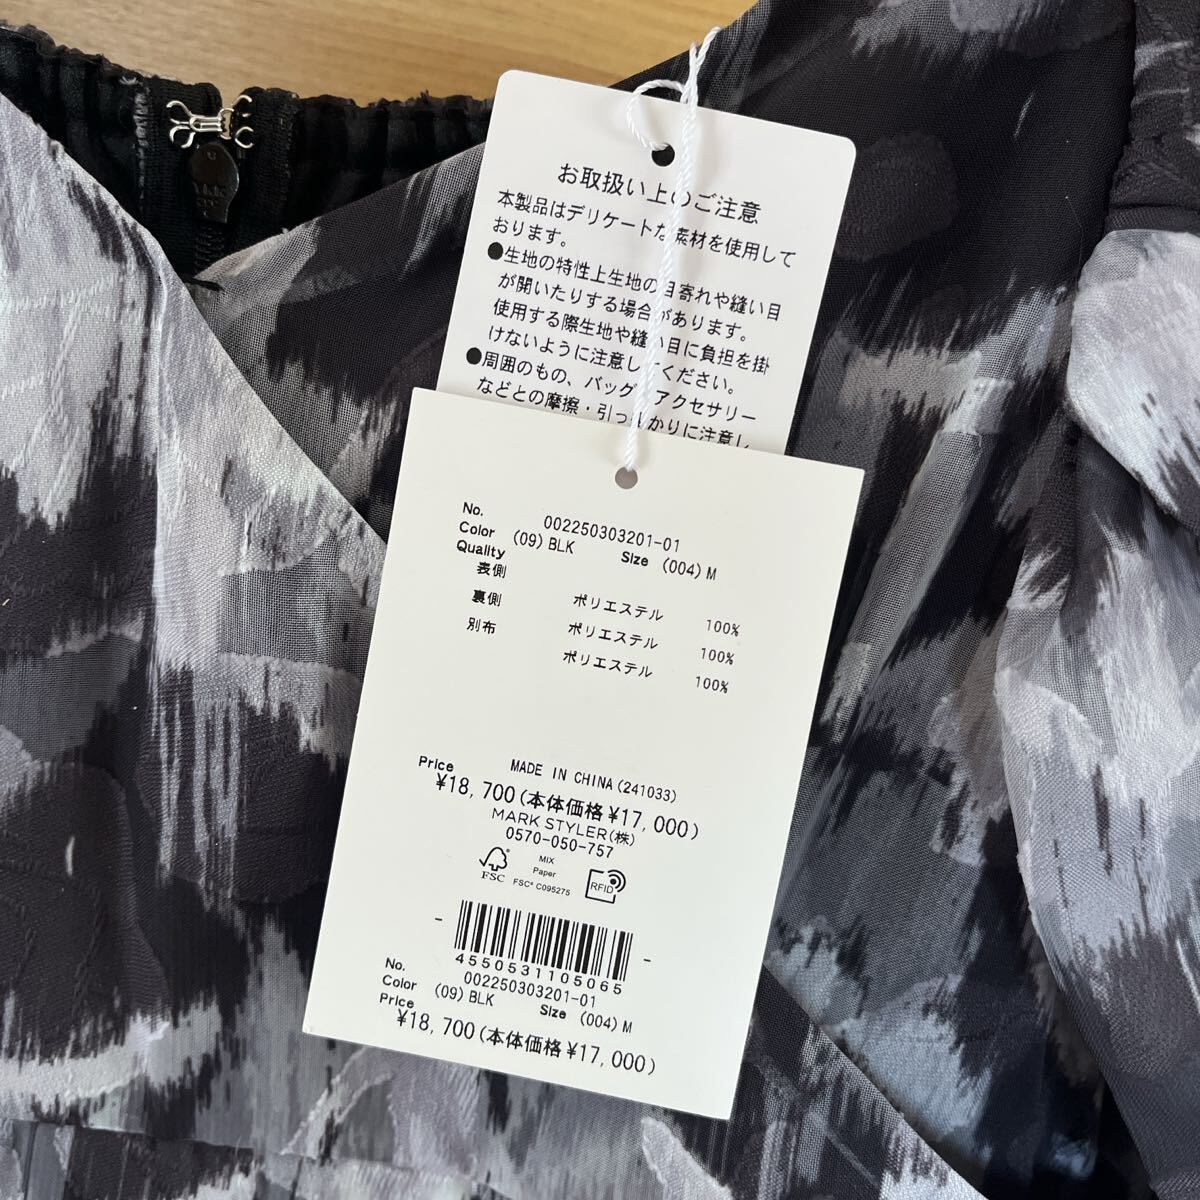 お取扱い上のご注意
本製品はデリケートな素材を使用して
おります。
●生地の特性上生地の目寄れや縫い目
が開いたりする場合があります。
使用する際生地や縫い目に負担を掛
けないように注意してください。
●周囲のもの、バッグ、アクセサリー
などとの摩擦・引っかかりに注意し
No. 002250303201-01
Color (09) BLK Size (004) M
Quality
表側 ポリエステル 100%
裏側 ポリエステル 100%
別布 ポリエステル 100%
MADE IN CHINA (241033)
Price ¥18,700(本体価格¥17,000)
MARK STYLER(株)
0570-050-757
FSC® MIX Paper FSC® C095275 RFID
4550531105065
No. 002250303201-01
Color (09) BLK Size (004) M
Price ¥18,700(本体価格¥17,000)